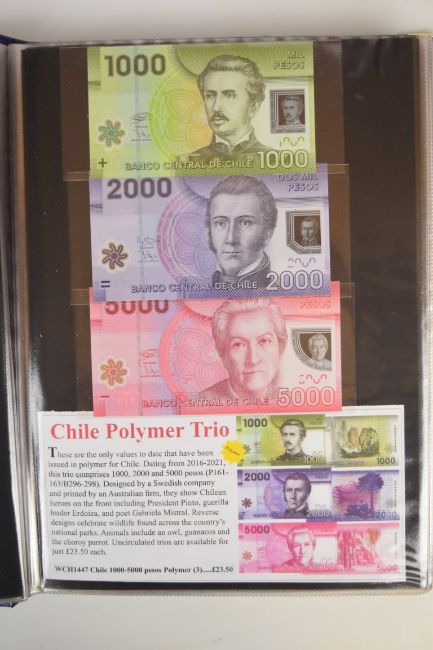 1000
MIL
PESOS
BANCO CENTRAL DE CHILE 1000
2000
DOS MIL
PESOS
BANCO CENTRAL DE CHILE 2000
5000
PESOS
5000
Chile Polymer Trio
These are the only values to date that have been
issued in polymer for Chile. Dating from 2016-2021,
this trio comprises 1000, 2000 and 5000 pesos (P161-
163/B296-298). Designed by a Swedish company
and printed by an Australian firm, they show Chilean
heroes on the front including President Pinto, guerilla
leader Erdoiza, and poet Gabriela Mistral. Reverse
designs celebrate wildlife found across the country's
national parks. Animals include an owl, guanacos and
the choroy parrot. Uncirculated trios are available for
just £23.50 each.
WCH1447 Chile 1000-5000 pesos Polymer (3).....£23.50
1000
1000
2000
2000
2000
5000
5000